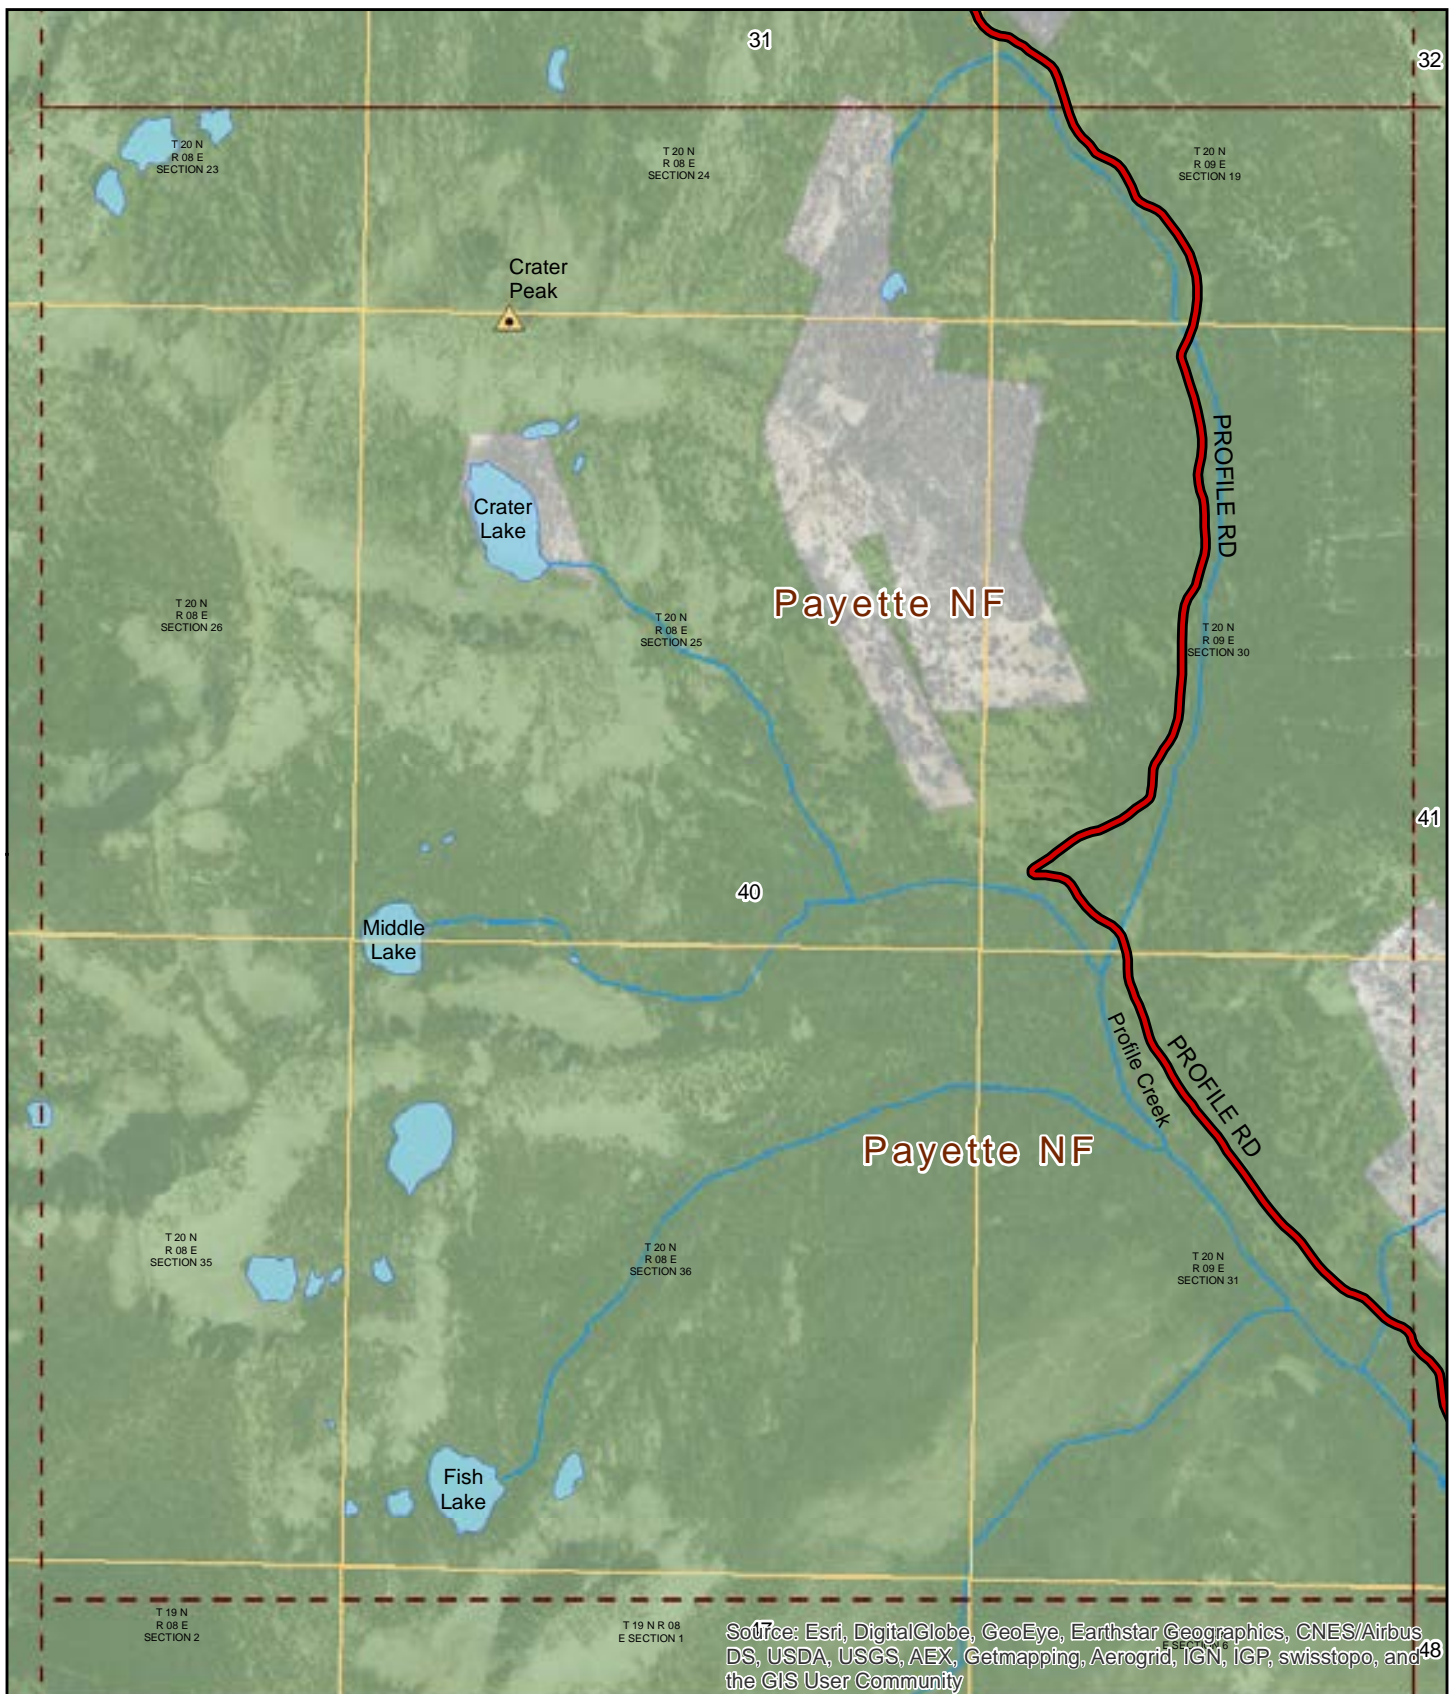 31
32
T 20 N
R 08 E
SECTION 23
T 20 N
R 08 E
SECTION 24
T 20 N
R 09 E
SECTION 19
Crater
Peak
PROFILE RD
Crater
Lake
Payette NF
T 20 N
R 08 E
SECTION 26
T 20 N
R 08 E
SECTION 25
T 20 N
R 09 E
SECTION 30
41
40
Middle
Lake
Profile Creek
PROFILE RD
Payette NF
T 20 N
R 08 E
SECTION 35
T 20 N
R 08 E
SECTION 36
T 20 N
R 09 E
SECTION 31
Fish
Lake
T 19 N
R 08 E
SECTION 2
T 19 N R 08
E SECTION 1
47
E SECTION 6
48
Source: Esri, DigitalGlobe, GeoEye, Earthstar Geographics, CNES/Airbus
DS, USDA, USGS, AEX, Getmapping, Aerogrid, IGN, IGP, swisstopo, and
the GIS User Community